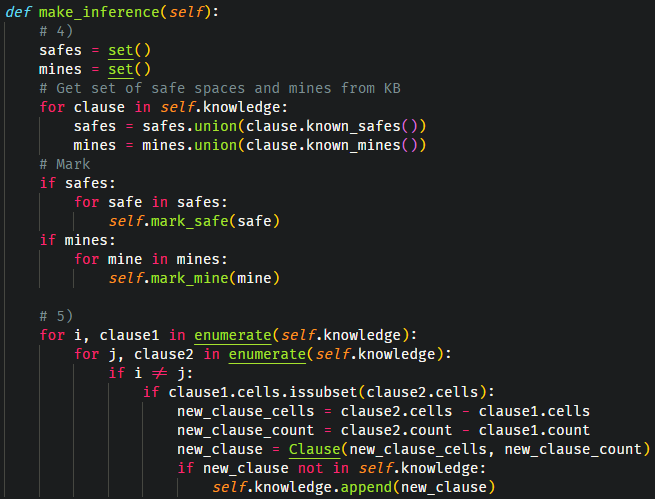 def make_inference(self):
    # 4)
    safes = set()
    mines = set()
    # Get set of safe spaces and mines from KB
    for clause in self.knowledge:
        safes = safes.union(clause.known_safes())
        mines = mines.union(clause.known_mines())
    # Mark
    if safes:
        for safe in safes:
            self.mark_safe(safe)
    if mines:
        for mine in mines:
            self.mark_mine(mine)

    # 5)
    for i, clause1 in enumerate(self.knowledge):
        for j, clause2 in enumerate(self.knowledge):
            if i ≠ j:
                if clause1.cells.issubset(clause2.cells):
                    new_clause_cells = clause2.cells - clause1.cells
                    new_clause_count = clause2.count - clause1.count
                    new_clause = Clause(new_clause_cells, new_clause_count)
                    if new_clause not in self.knowledge:
                        self.knowledge.append(new_clause)